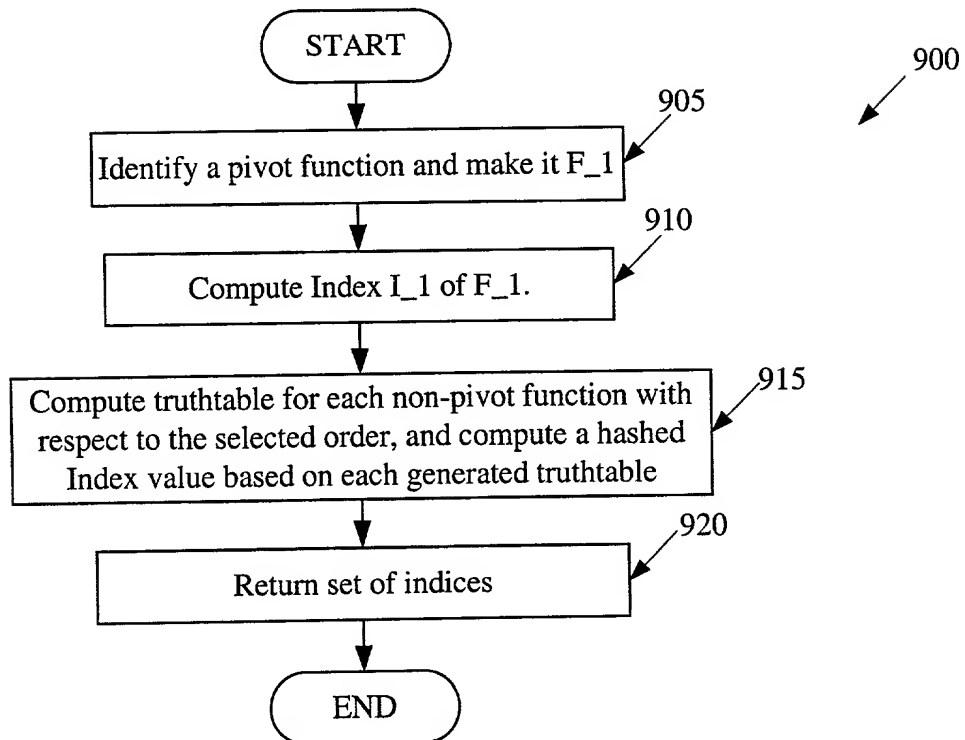 START
900
905
Identify a pivot function and make it F_1
910
Compute Index I_1 of F_1.
915
Compute truthtable for each non-pivot function with
respect to the selected order, and compute a hashed
Index value based on each generated truthtable
920
Return set of indices
END